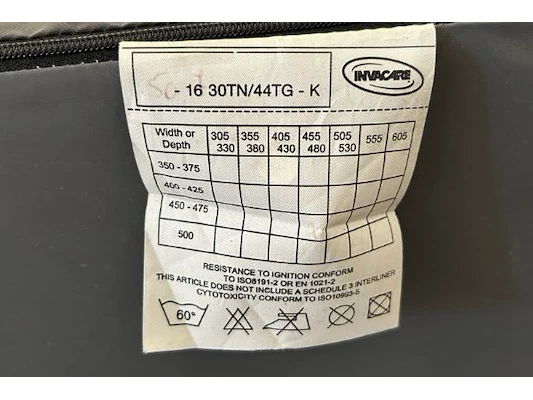 - 16 30TN/44TG - K
INVACARE
Width or Depth 305 330 355 380 405 430 455 480 505 530 555 605
350 - 375
400 - 425
450 - 475
500
RESISTANCE TO IGNITION CONFORM
TO ISO8191-2 OR EN 1021-2
THIS ARTICLE DOES NOT INCLUDE A SCHEDULE 3 INTERLINER
CYTOTOXICITY CONFORM TO ISO10993-5
60°